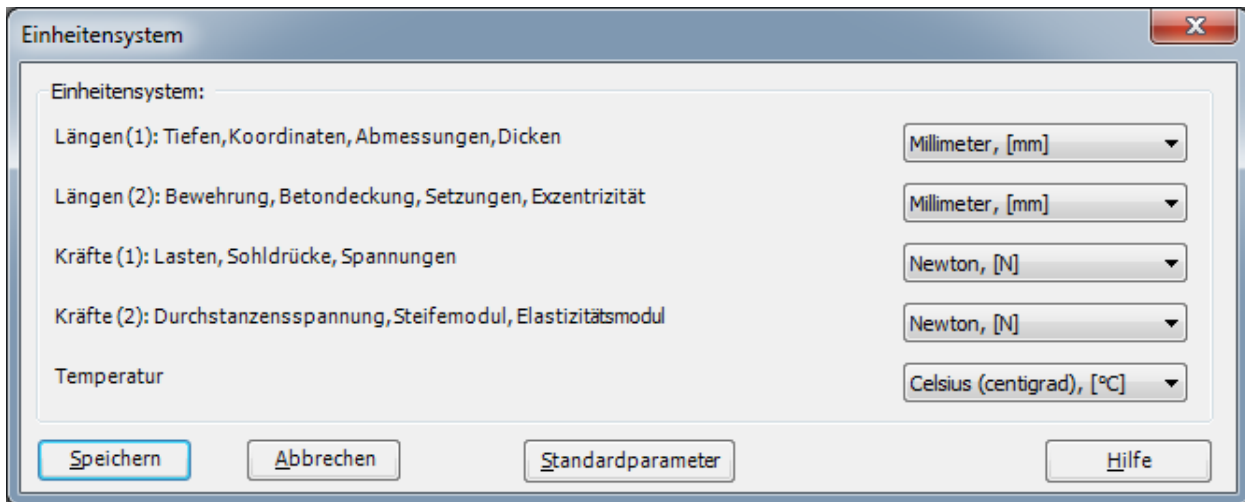 Einheitensystem
Einheitensystem:
Längen (1): Tiefen, Koordinaten, Abmessungen, Dicken
Millimeter, [mm]
Längen (2): Bewehrung, Betondeckung, Setzungen, Exzentrizität
Millimeter, [mm]
Kräfte (1): Lasten, Sohldrücke, Spannungen
Newton, [N]
Kräfte (2): Durchstanzensspannung, Steifemodul, Elastizitätsmodul
Newton, [N]
Temperatur
Celsius (centigrad), [°C]
Speichern
Abbrechen
Standardparameter
Hilfe